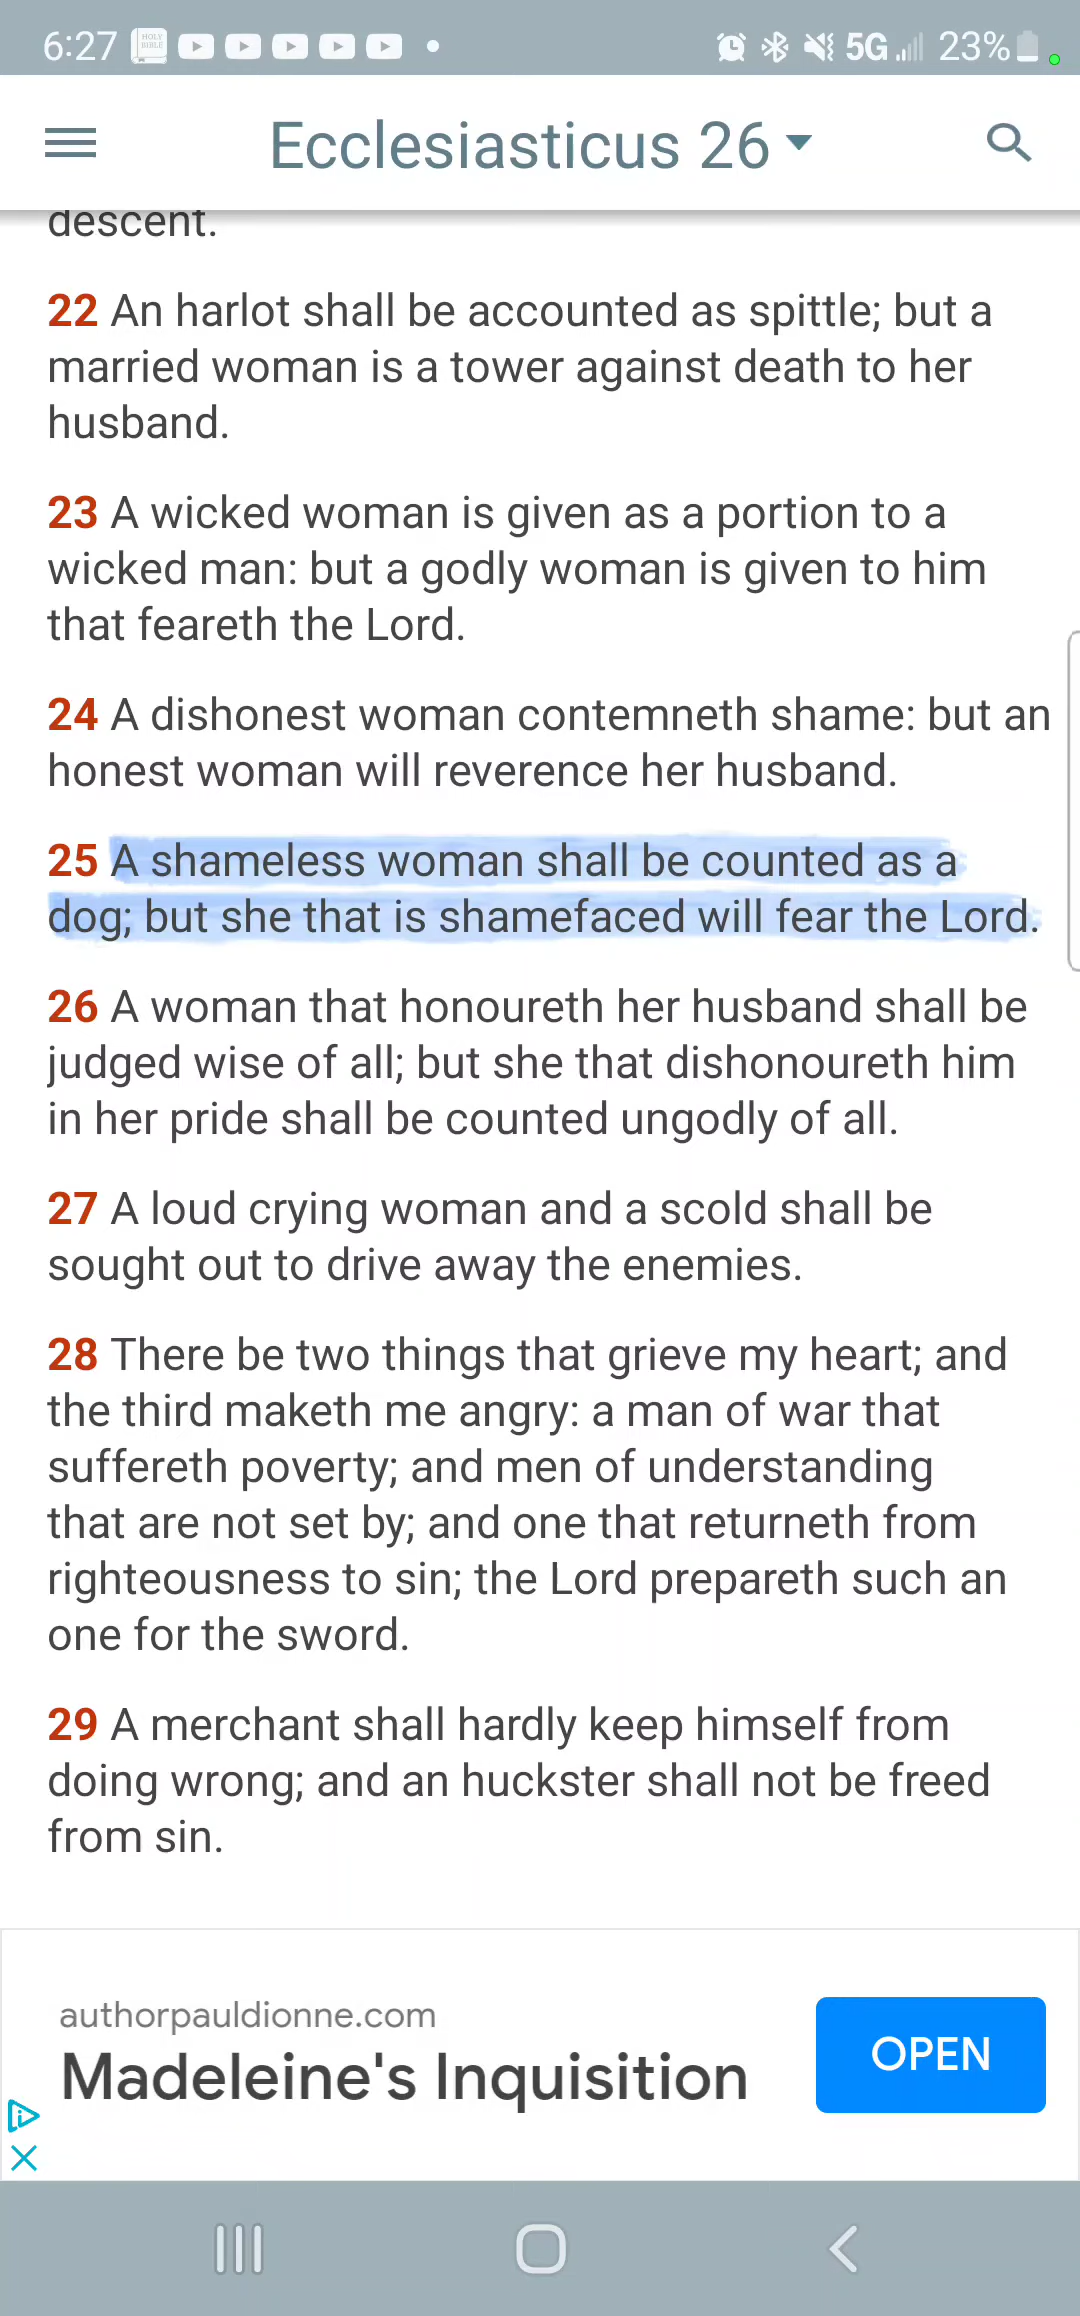 6:27 HOLY BIBLE 5G 23%
Ecclesiasticus 26
descent.
22 An harlot shall be accounted as spittle; but a
married woman is a tower against death to her
husband.
23 A wicked woman is given as a portion to a
wicked man: but a godly woman is given to him
that feareth the Lord.
24 A dishonest woman contemneth shame: but an
honest woman will reverence her husband.
25 A shameless woman shall be counted as a
dog; but she that is shamefaced will fear the Lord.
26 A woman that honoureth her husband shall be
judged wise of all; but she that dishonoureth him
in her pride shall be counted ungodly of all.
27 A loud crying woman and a scold shall be
sought out to drive away the enemies.
28 There be two things that grieve my heart; and
the third maketh me angry: a man of war that
suffereth poverty; and men of understanding
that are not set by; and one that returneth from
righteousness to sin; the Lord prepareth such an
one for the sword.
29 A merchant shall hardly keep himself from
doing wrong; and an huckster shall not be freed
from sin.
authorpauldionne.com
Madeleine's Inquisition
OPEN